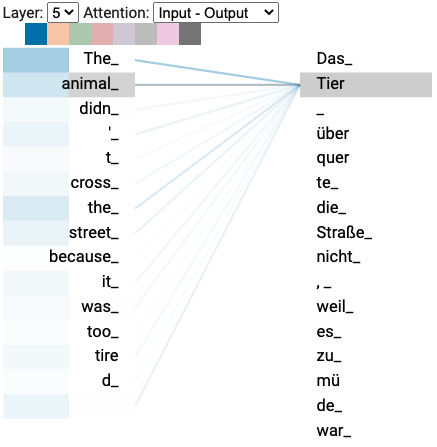 Layer: 5 Attention: Input - Output
The_ Das_
animal_ Tier
didn_ _
'_ über
t_ quer
cross_ te_
the_ die_
street_ Straße_
because_ nicht_
it_ , _
was_ weil_
too_ es_
tire zu_
d_ mü
de_
war_